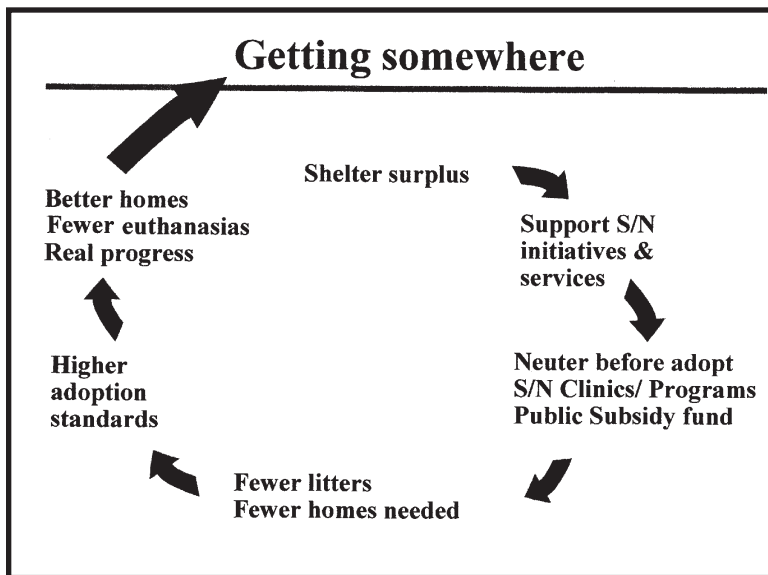 Getting somewhere
Shelter surplus
Support S/N
initiatives &
services
Neuter before adopt
S/N Clinics/ Programs
Public Subsidy fund
Fewer litters
Fewer homes needed
Higher
adoption
standards
Better homes
Fewer euthanasias
Real progress